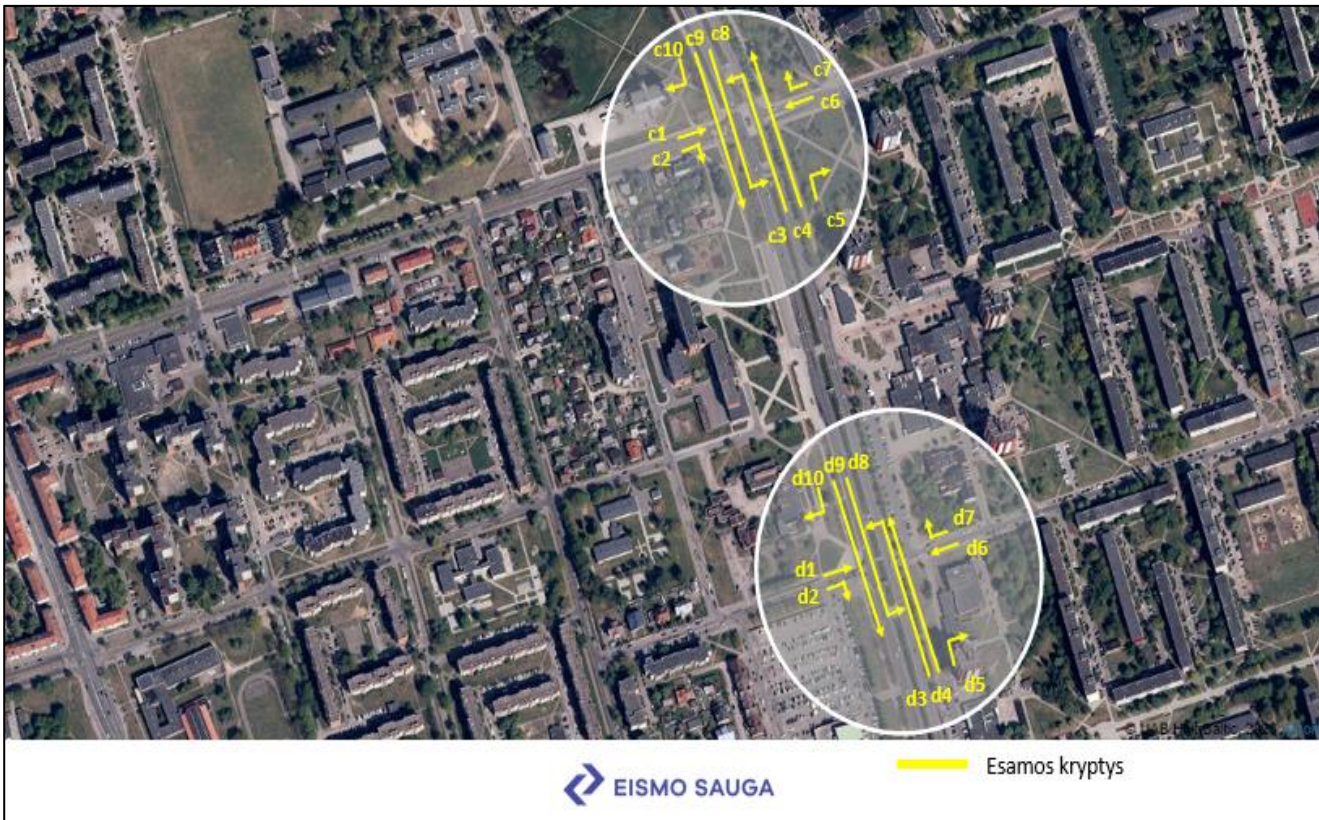 c8
c9
c10
c7
c6
c1
c2
c5
c4
c3
d8
d9
d10
d7
d6
d1
d2
d5
d4
d3
Esamos kryptys
EISMO SAUGA